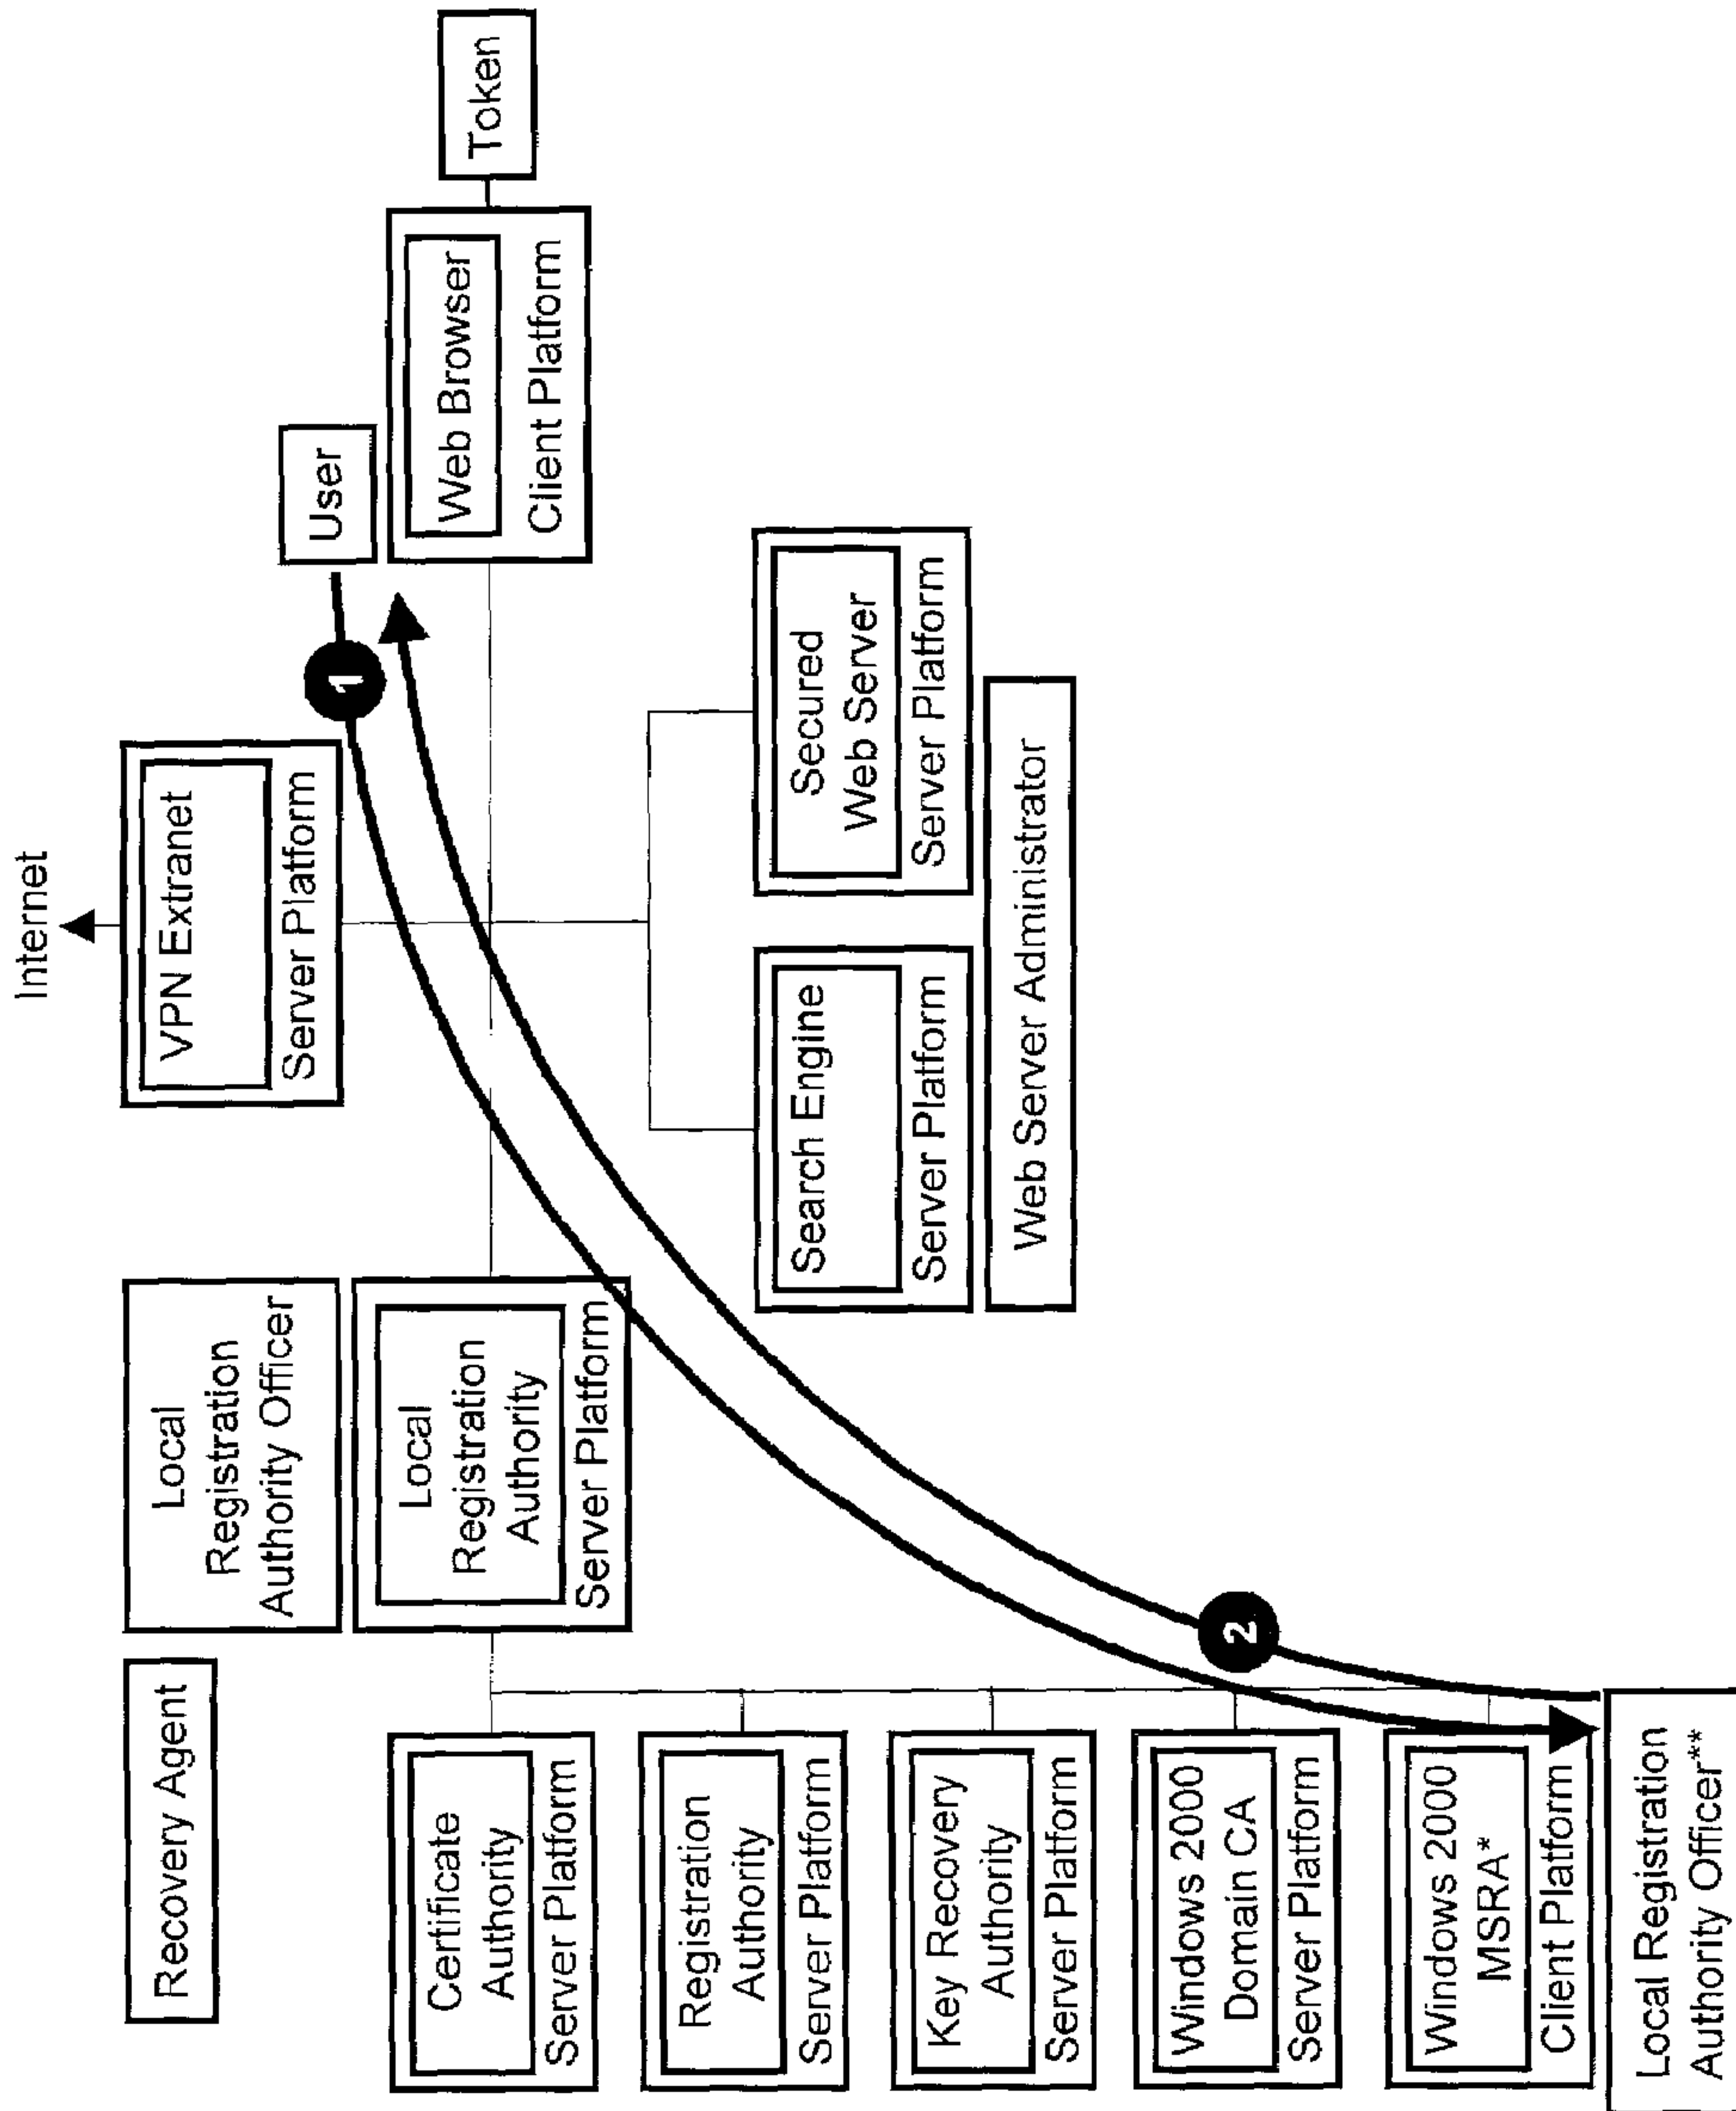 Internet
VPN Extranet
Server Platform
User
Web Browser
Client Platform
Token
1
Recovery Agent
Local
Registration
Authority Officer
Local
Registration
Authority
Server Platform
Certificate
Authority
Server Platform
Registration
Authority
Server Platform
Key Recovery
Authority
Server Platform
Windows 2000
Domain CA
Server Platform
Windows 2000
MSRA*
Client Platform
Local Registration
Authority Officer**
2
Search Engine
Server Platform
Secured
Web Server
Server Platform
Web Server Administrator